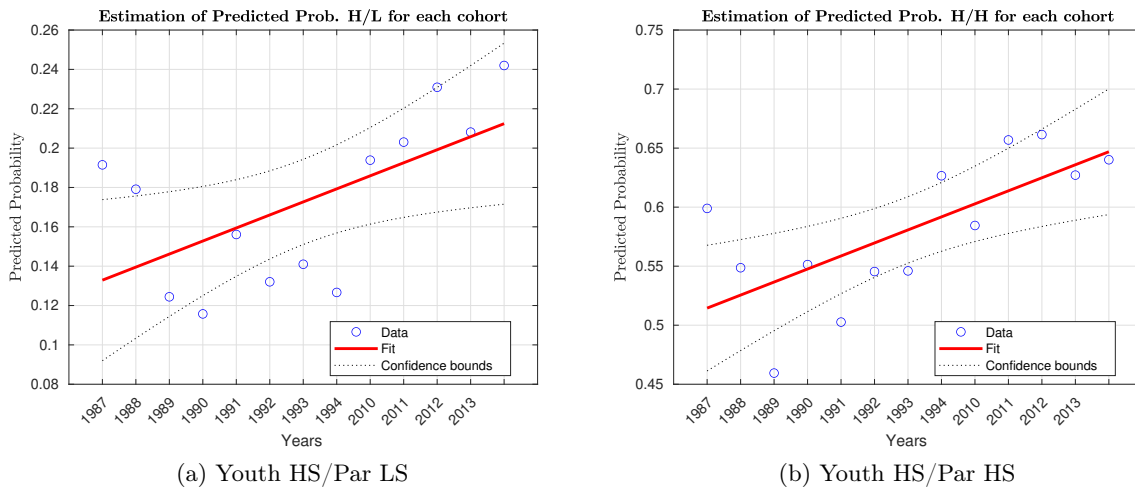 Estimation of Predicted Prob. H/L for each cohort
0.26
0.24
0.22
0.2
0.18
0.16
0.14
0.12
0.1
0.08
Predicted Probability
Data
Fit
Confidence bounds
1987 1988 1989 1990 1991 1992 1993 1994 2010 2011 2012 2013
Years
(a) Youth HS/Par LS
Estimation of Predicted Prob. H/H for each cohort
0.75
0.7
0.65
0.6
0.55
0.5
0.45
Predicted Probability
Data
Fit
Confidence bounds
1987 1988 1989 1990 1991 1992 1993 1994 2010 2011 2012 2013
Years
(b) Youth HS/Par HS